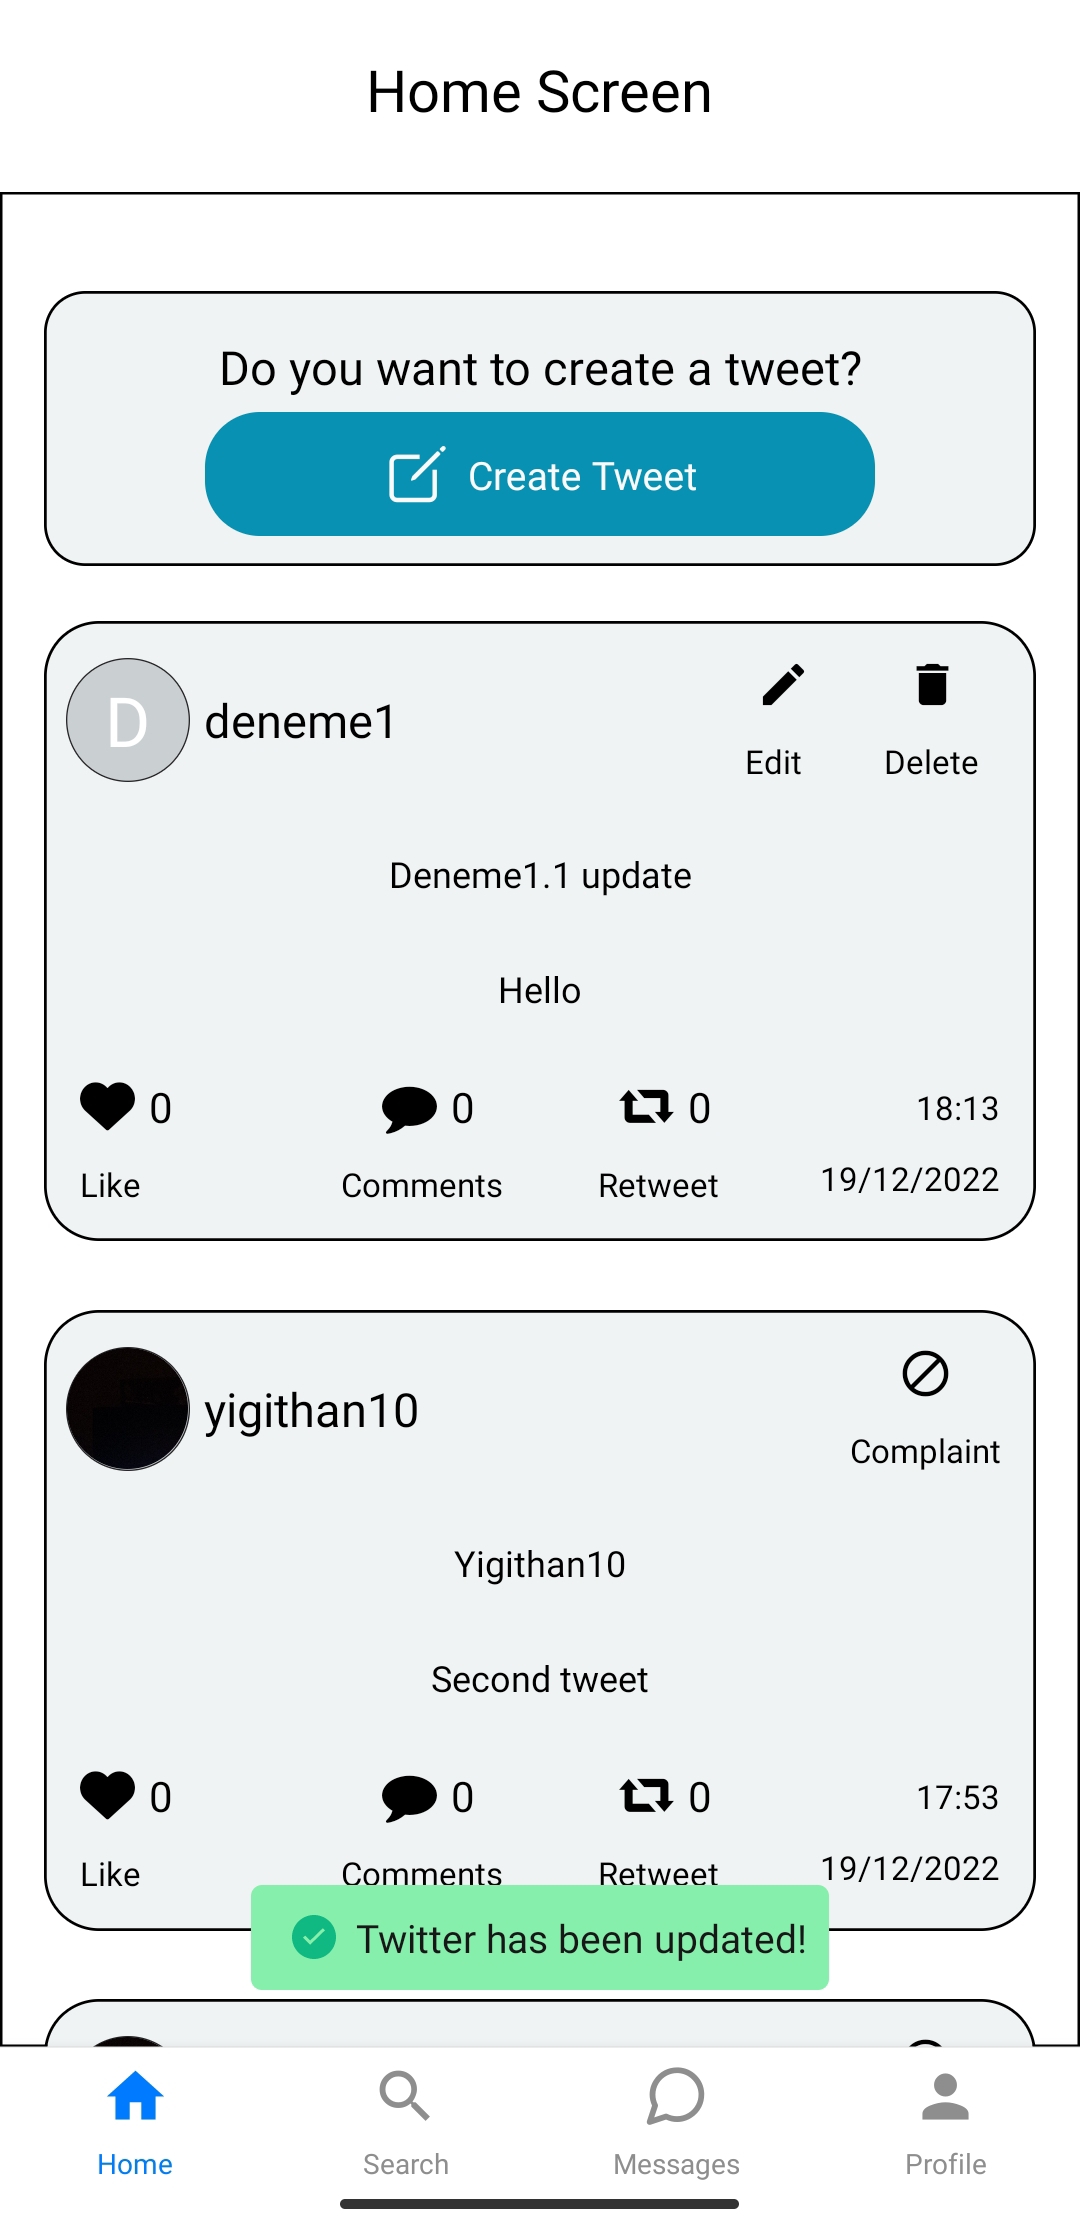 Home Screen
Do you want to create a tweet?
Create Tweet
D deneme1
Edit Delete
Deneme1.1 update
Hello
0 0 0 18:13
Like Comments Retweet 19/12/2022
yigithan10
Complaint
Yigithan10
Second tweet
0 0 0 17:53
Like Comments Retweet 19/12/2022
Twitter has been updated!
Home Search Messages Profile